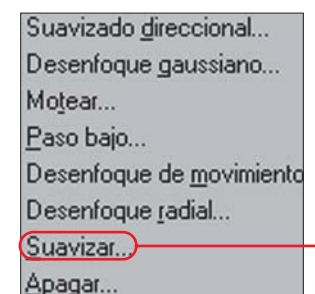 Suavizado direccional...
Desenfoque gaussiano...
Motear...
Paso bajo...
Desenfoque de movimiento
Desenfoque radial...
Suavizar...
Apagar...